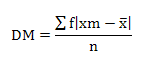 DM = ∑ f|xm − x̄| / n